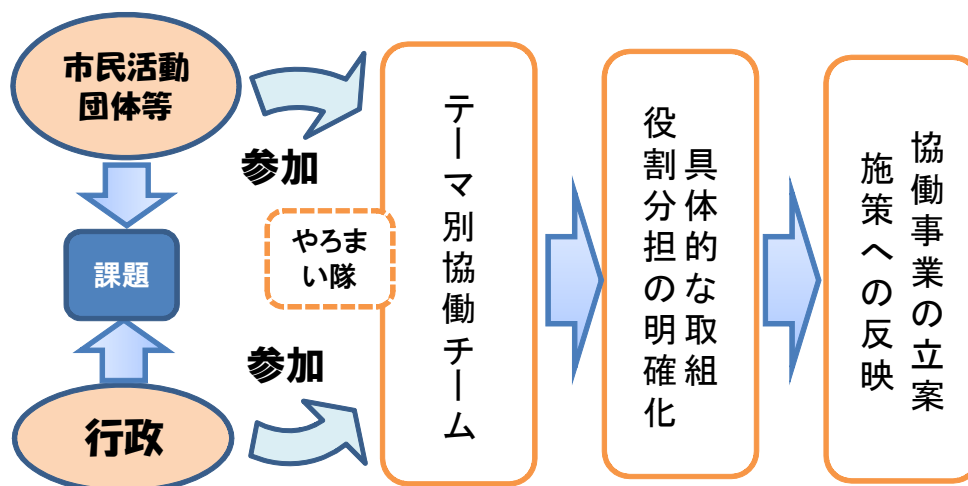 市民活動
団体等
参加
課題
やろま
い隊
参加
行政
テーマ別協働チーム
具体的な取組
役割分担の明確化
協働事業の立案
施策への反映